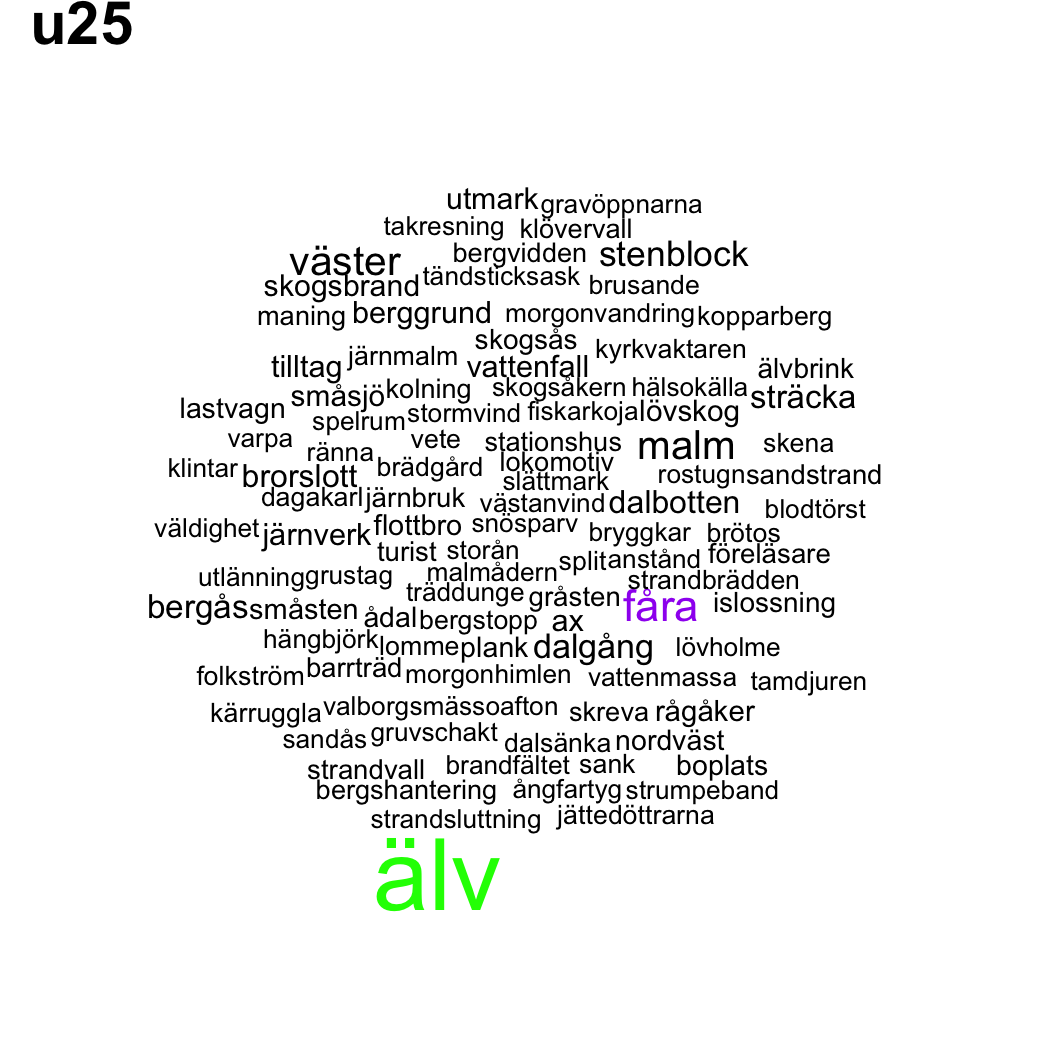 u25
utmark gravöppnarna
takresning klövervall
väster bergvidden stenblock
skogsbrand tändsticksask brusande
maning berggrund morgonvandring kopparberg
skogsås kyrkvaktaren
tilltag järnmalm vattenfall älvbrink
småsjö kolning skogsåkern hälsokälla sträcka
lastvagn spelrum stormvind fiskarkoja lövskog
varpa ränna vete stationshus malm skena
klintar brorslott brädgård lokomotiv rostugn sandstrand
slättmark
dagakarl järnbruk västanvind dalbotten blodtörst
väldighet järnverk flottbro snösparv bryggkar brötos
turist storån split anstånd föreläsare
utlänning grustag malmådern strandbrädden
bergås småsten träddunge gråsten fåra islossning
ådal bergstopp ax
hängbjörk lomme plank dalgång lövholme
folkström barrträd morgonhimlen vattenmassa tamdjuren
kärruggla valborgsmässoafton skreva rågåker
sandås gruvschakt dalsänka nordväst
strandvall brandfältet sank boplats
bergshantering ångfartyg strumpeband
strandsluttning jättedöttrarna
älv